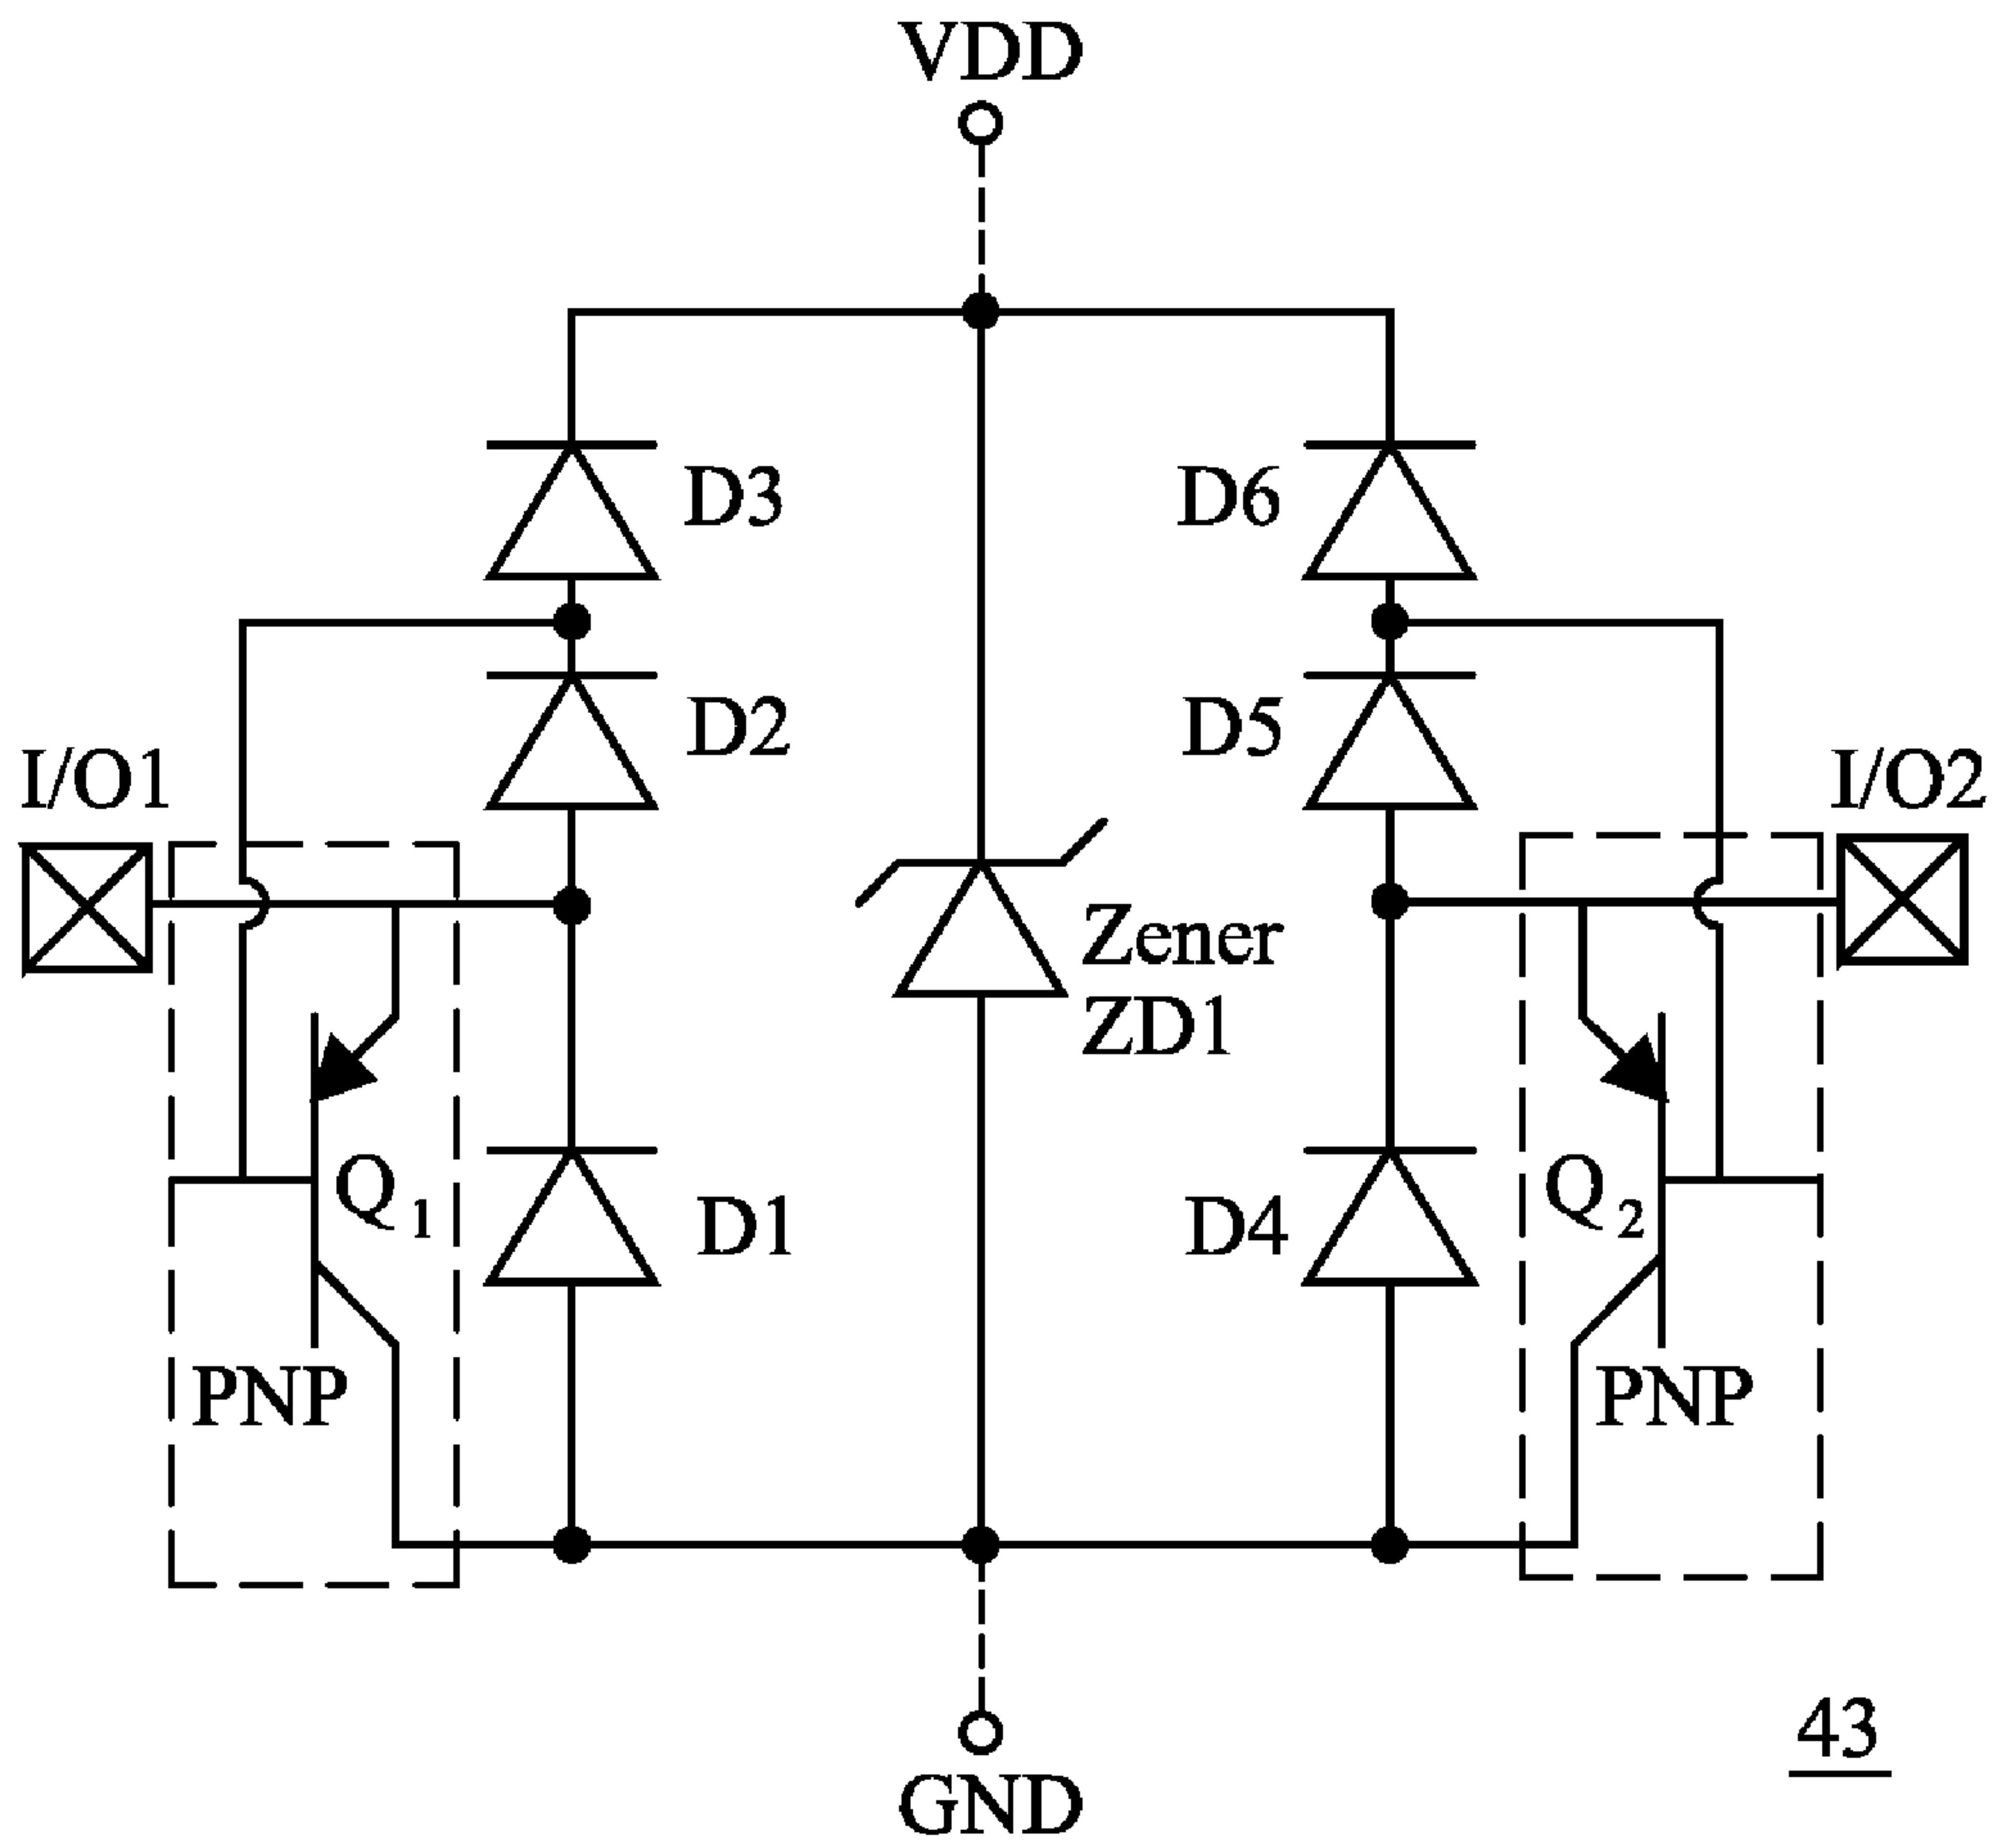 VDD
D3
D6
D2
D5
I/O1
I/O2
Zener
ZD1
Q1
D1
D4
Q2
PNP
PNP
43
GND